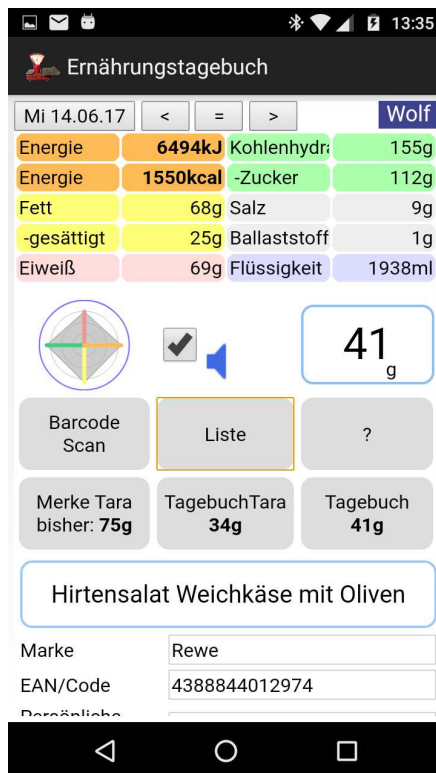 13:35
Ernährungstagebuch
Mi 14.06.17 < = > Wolf
Energie 6494kJ Kohlenhydr 155g
Energie 1550kcal -Zucker 112g
Fett 68g Salz 9g
-gesättigt 25g Ballaststoff 1g
Eiweiß 69g Flüssigkeit 1938ml
41
g
Barcode
Scan
Liste
?
Merke Tara
bisher: 75g
TagebuchTara
34g
Tagebuch
41g
Hirtensalat Weichkäse mit Oliven
Marke Rewe
EAN/Code 4388844012974